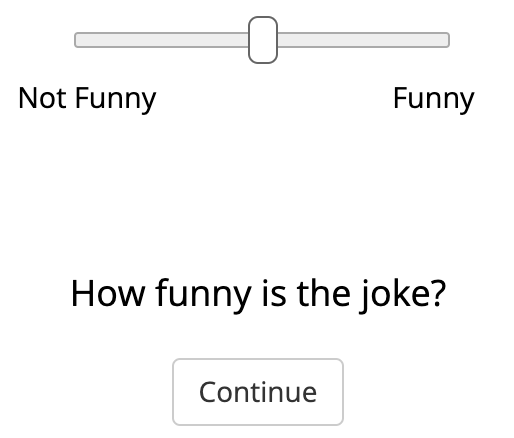 Not Funny Funny
How funny is the joke?
Continue